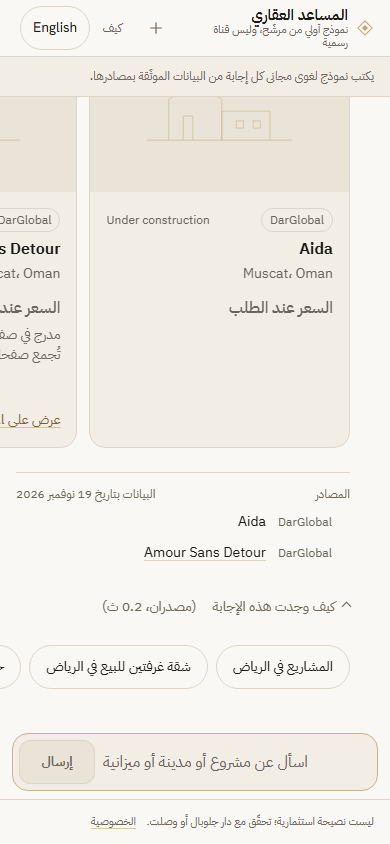 المساعد العقاري
نموذج أولي من مرشّح، وليس قناة
رسمية
كيف
English
يكتب نموذج لغوي مجاني كل إجابة من البيانات الموثّقة بمصادرها.
DarGlobal
Under construction
Aida
Muscat، Oman
السعر عند الطلب
DarGlobal
s Detour
cat، Oman
السعر عند
مدرج في صف
تُجمع صفحا
عرض على ا
المصادر
البيانات بتاريخ 19 نوفمبر 2026
Aida DarGlobal
Amour Sans Detour DarGlobal
كيف وجدت هذه الإجابة (مصدران، 0.2 ث)
المشاريع في الرياض
شقة غرفتين للبيع في الرياض
اسأل عن مشروع أو مدينة أو ميزانية
إرسال
ليست نصيحة استثمارية؛ تحقّق مع دار جلوبال أو وصلت. الخصوصية